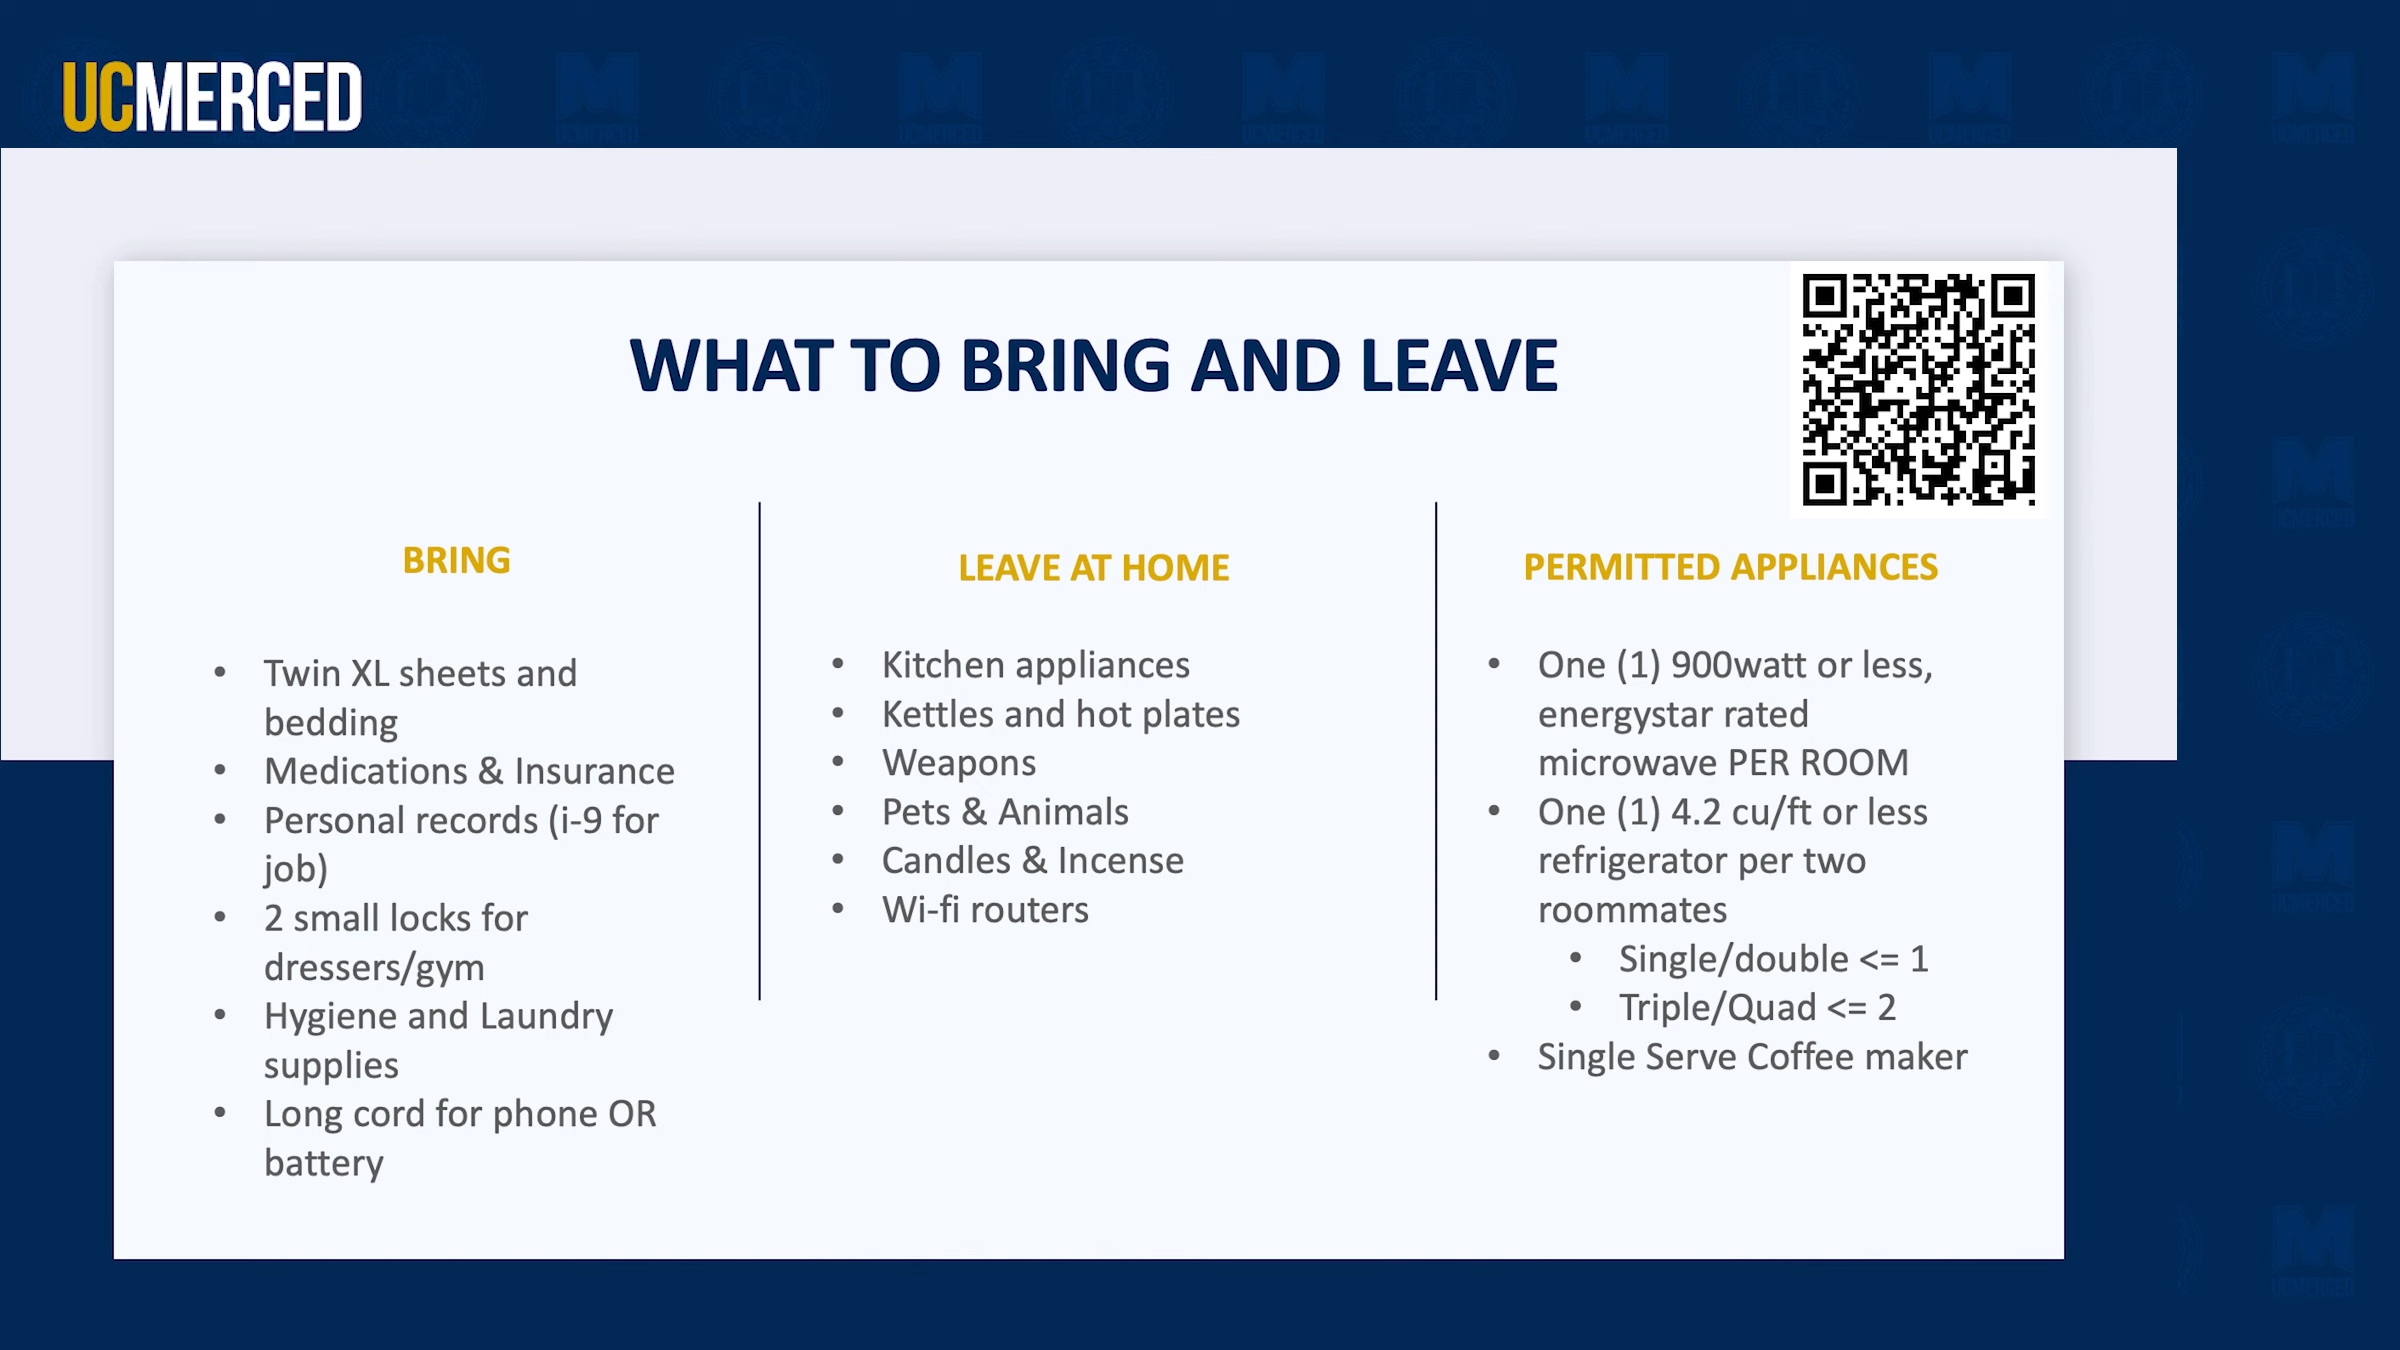 UCMERCED
WHAT TO BRING AND LEAVE
BRING
• Twin XL sheets and
bedding
• Medications & Insurance
• Personal records (i-9 for
job)
• 2 small locks for
dressers/gym
• Hygiene and Laundry
supplies
• Long cord for phone OR
battery
LEAVE AT HOME
• Kitchen appliances
• Kettles and hot plates
• Weapons
• Pets & Animals
• Candles & Incense
• Wi-fi routers
PERMITTED APPLIANCES
• One (1) 900watt or less,
energystar rated
microwave PER ROOM
• One (1) 4.2 cu/ft or less
refrigerator per two
roommates
• Single/double <= 1
• Triple/Quad <= 2
• Single Serve Coffee maker